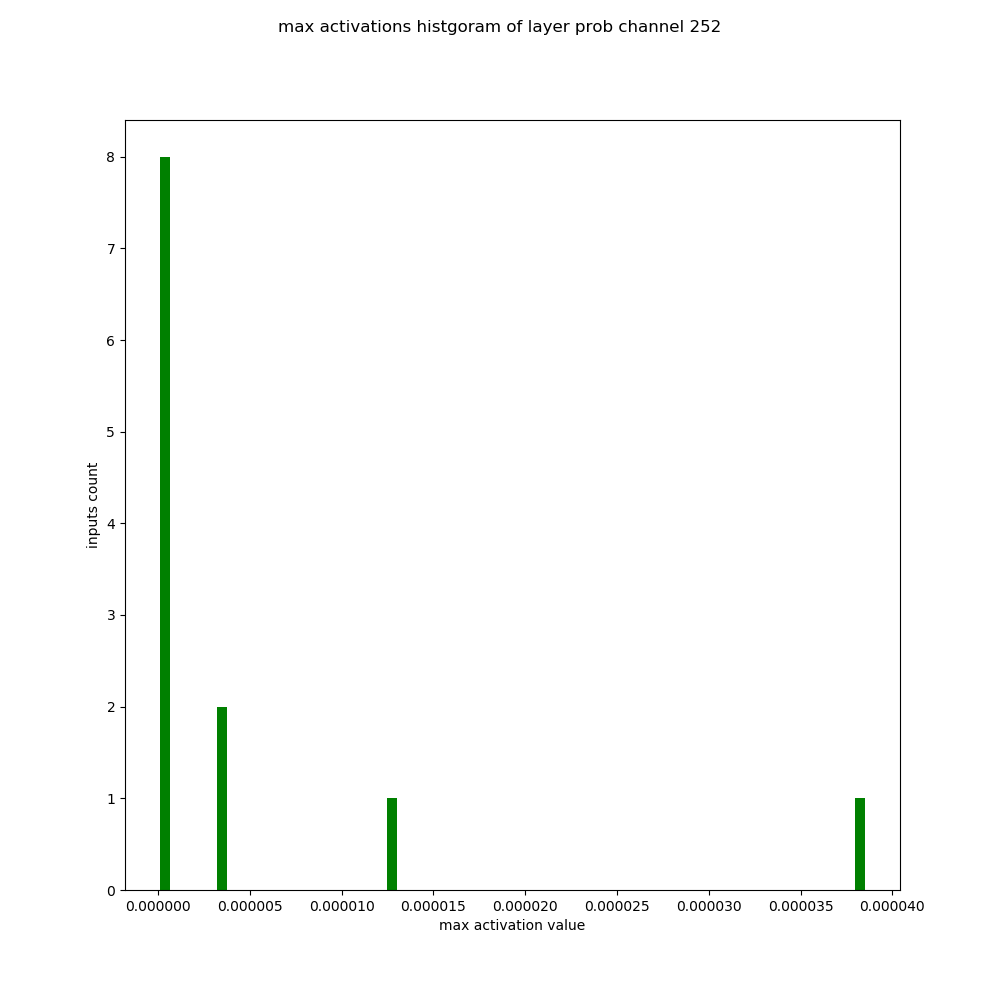 max activations histgoram of layer prob channel 252
8
7
6
5
4
3
2
1
0
inputs count
0.000000 0.000005 0.000010 0.000015 0.000020 0.000025 0.000030 0.000035 0.000040
max activation value